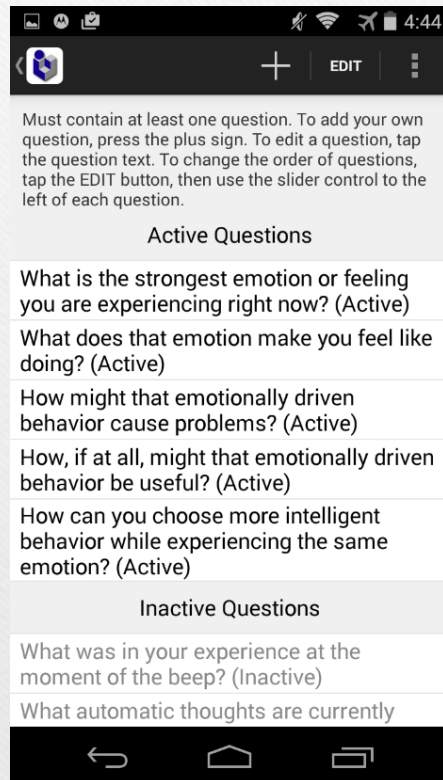 4:44
EDIT
Must contain at least one question. To add your own
question, press the plus sign. To edit a question, tap
the question text. To change the order of questions,
tap the EDIT button, then use the slider control to the
left of each question.
Active Questions
What is the strongest emotion or feeling
you are experiencing right now? (Active)
What does that emotion make you feel like
doing? (Active)
How might that emotionally driven
behavior cause problems? (Active)
How, if at all, might that emotionally driven
behavior be useful? (Active)
How can you choose more intelligent
behavior while experiencing the same
emotion? (Active)
Inactive Questions
What was in your experience at the
moment of the beep? (Inactive)
What automatic thoughts are currently